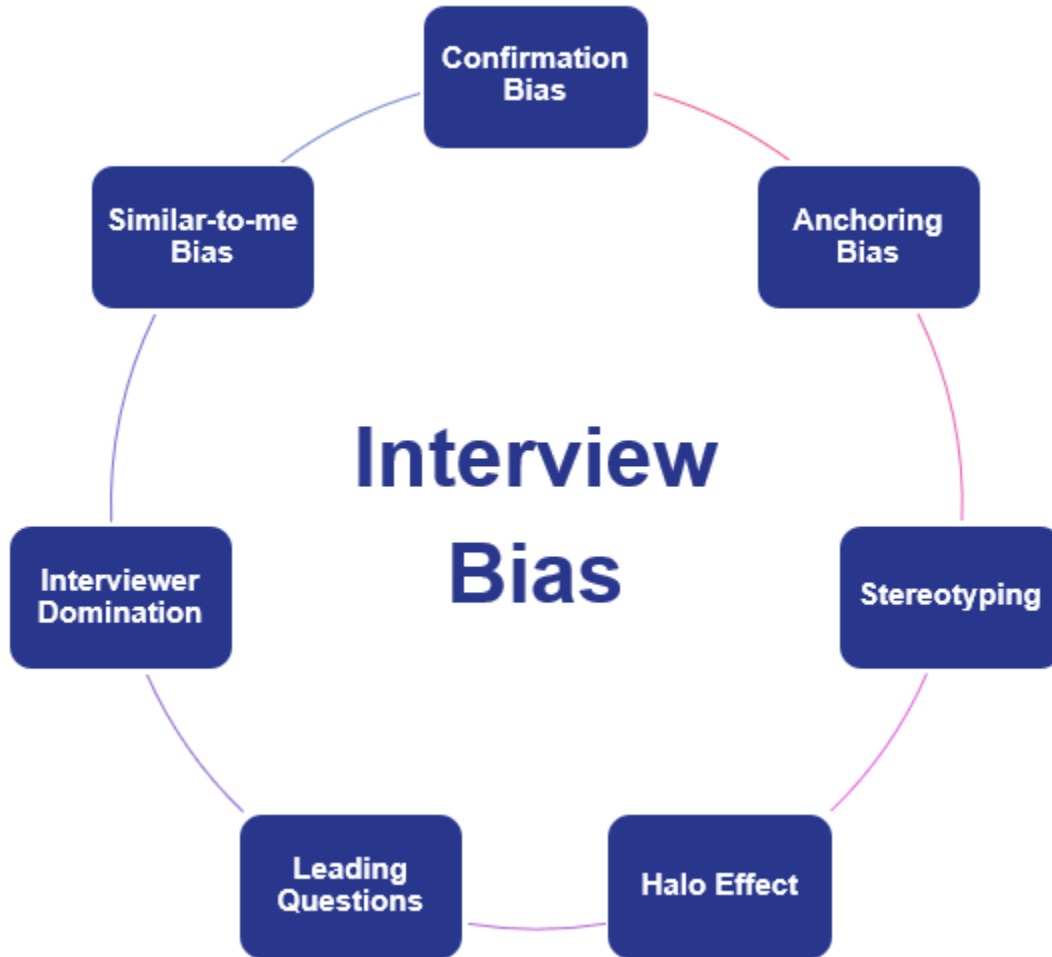 Confirmation
Bias
Similar-to-me
Bias
Anchoring
Bias
Interview
Bias
Interviewer
Domination
Stereotyping
Leading
Questions
Halo Effect